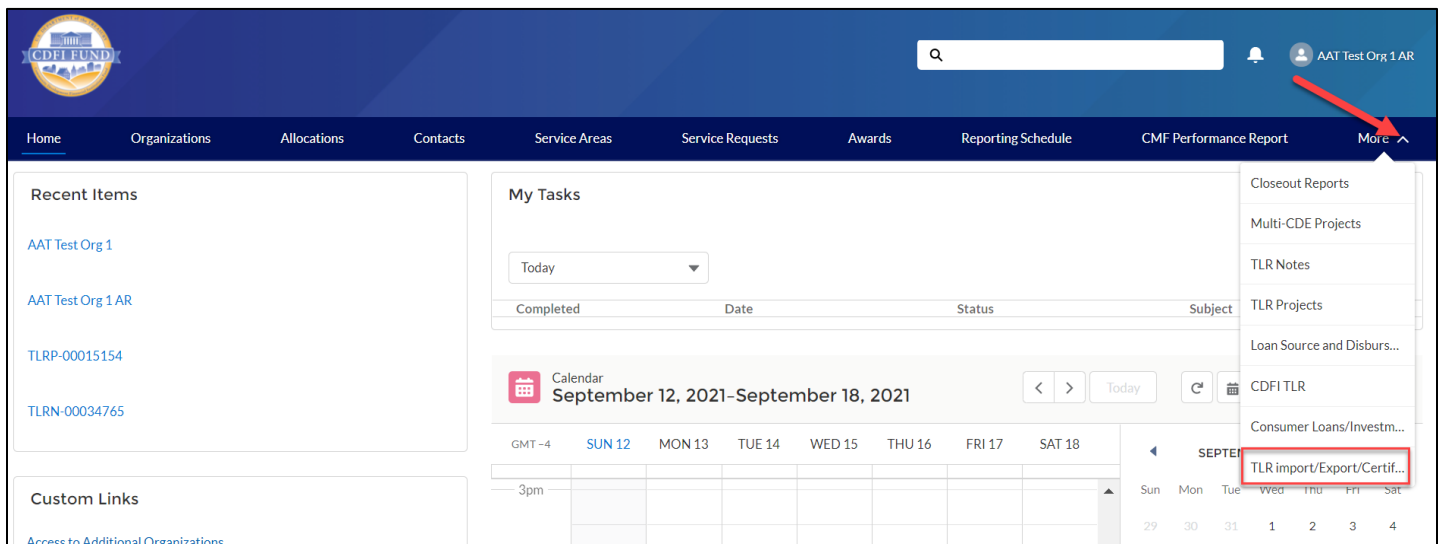 CDFI FUND
AAT Test Org 1 AR
Home Organizations Allocations Contacts Service Areas Service Requests Awards Reporting Schedule CMF Performance Report More
Recent Items
AAT Test Org 1
AAT Test Org 1 AR
TLRP-00015154
TLRN-00034765
Custom Links
Access to Additional Organizations
My Tasks
Today
Completed Date Status Subject
Calendar
September 12, 2021–September 18, 2021
Today
GMT-4 SUN 12 MON 13 TUE 14 WED 15 THU 16 FRI 17 SAT 18
3pm
Closeout Reports
Multi-CDE Projects
TLR Notes
TLR Projects
Loan Source and Disburs...
CDFI TLR
Consumer Loans/Investm...
TLR import/Export/Certif...
SEPTE
Sun Mon Tue Wed Thu Fri Sat
29 30 31 1 2 3 4